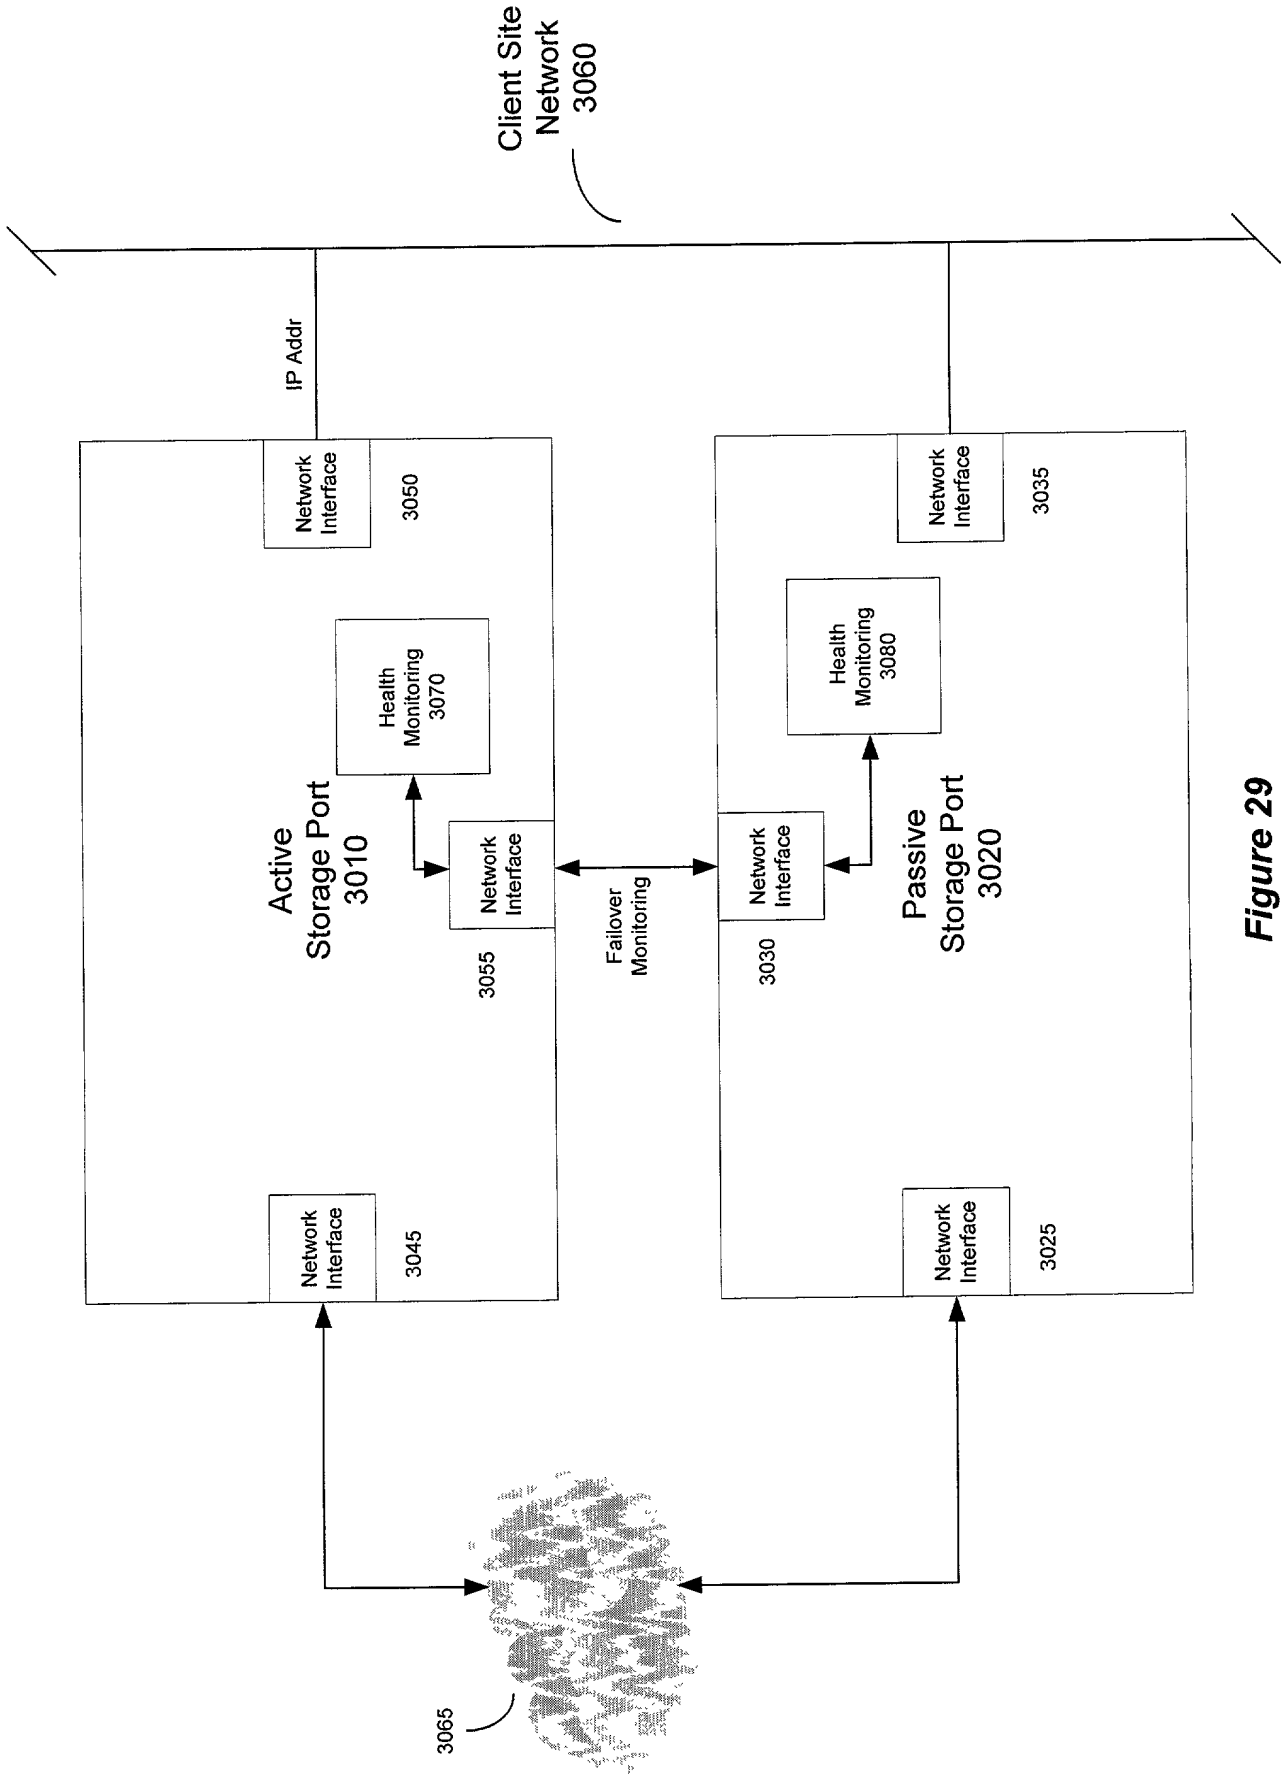 Client Site
Network
3060
IP Addr
Network
Interface
3050
Health
Monitoring
3070
Active
Storage Port
3010
Network
Interface
3055
Failover
Monitoring
Network
Interface
3045
Network
Interface
3035
Health
Monitoring
3080
Network
Interface
3030
Passive
Storage Port
3020
Network
Interface
3025
3065
Figure 29